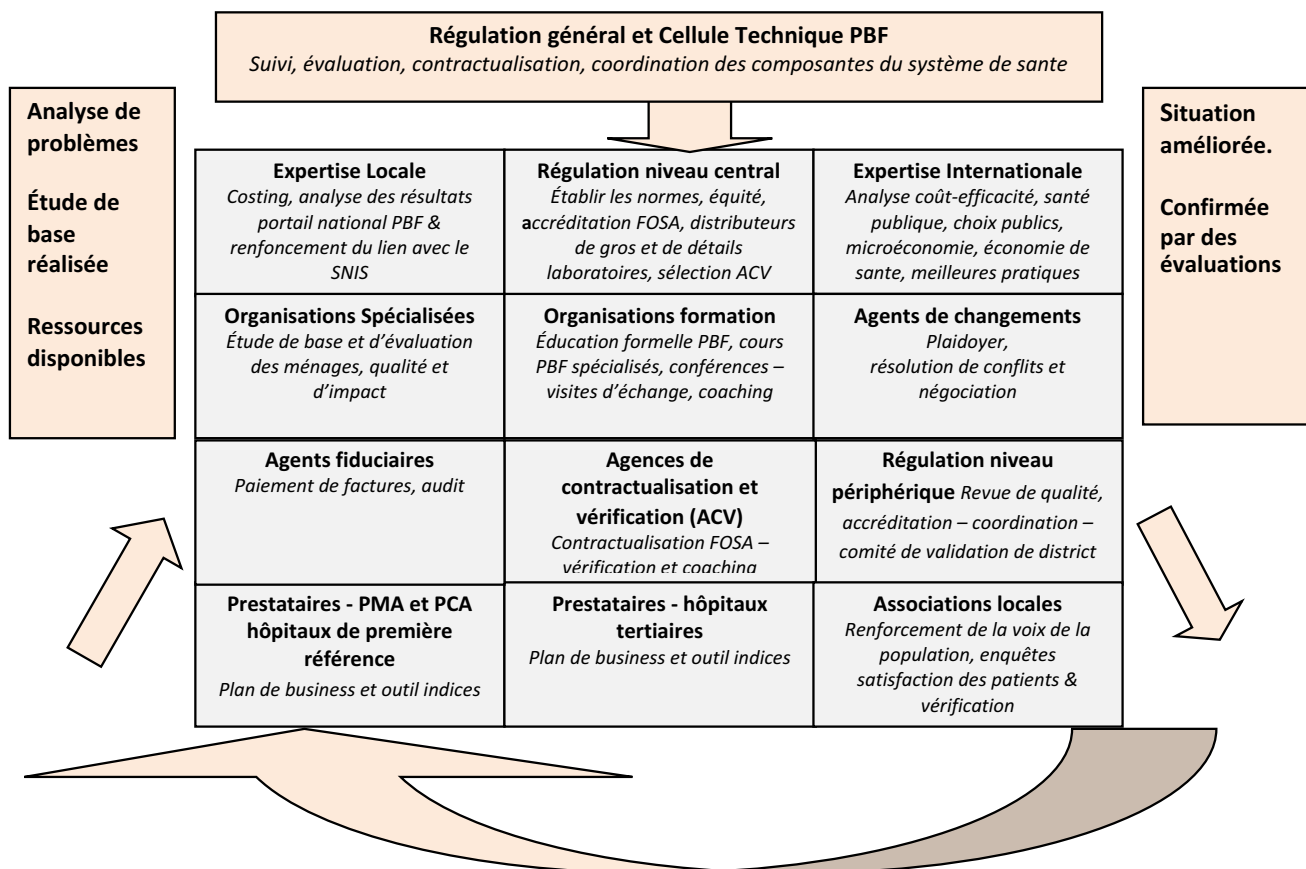 Régulation général et Cellule Technique PBF
Suivi, évaluation, contractualisation, coordination des composantes du système de sante
Analyse de
problèmes
Étude de
base
réalisée
Ressources
disponibles
Expertise Locale
Costing, analyse des résultats
portail national PBF &
renfoncement du lien avec le
SNIS
Régulation niveau central
Établir les normes, équité,
accréditation FOSA, distributeurs
de gros et de détails
laboratoires, sélection ACV
Expertise Internationale
Analyse coût-efficacité, santé
publique, choix publics,
microéconomie, économie de
sante, meilleures pratiques
Organisations Spécialisées
Étude de base et d’évaluation
des ménages, qualité et
d’impact
Organisations formation
Éducation formelle PBF, cours
PBF spécialisés, conférences –
visites d’échange, coaching
Agents de changements
Plaidoyer,
résolution de conflits et
négociation
Agents fiduciaires
Paiement de factures, audit
Agences de
contractualisation et
vérification (ACV)
Contractualisation FOSA –
vérification et coaching
Régulation niveau
périphérique Revue de qualité,
accréditation – coordination –
comité de validation de district
Prestataires - PMA et PCA
hôpitaux de première
référence
Plan de business et outil indices
Prestataires - hôpitaux
tertiaires
Plan de business et outil indices
Associations locales
Renforcement de la voix de la
population, enquêtes
satisfaction des patients &
vérification
Situation
améliorée.
Confirmée
par des
évaluations